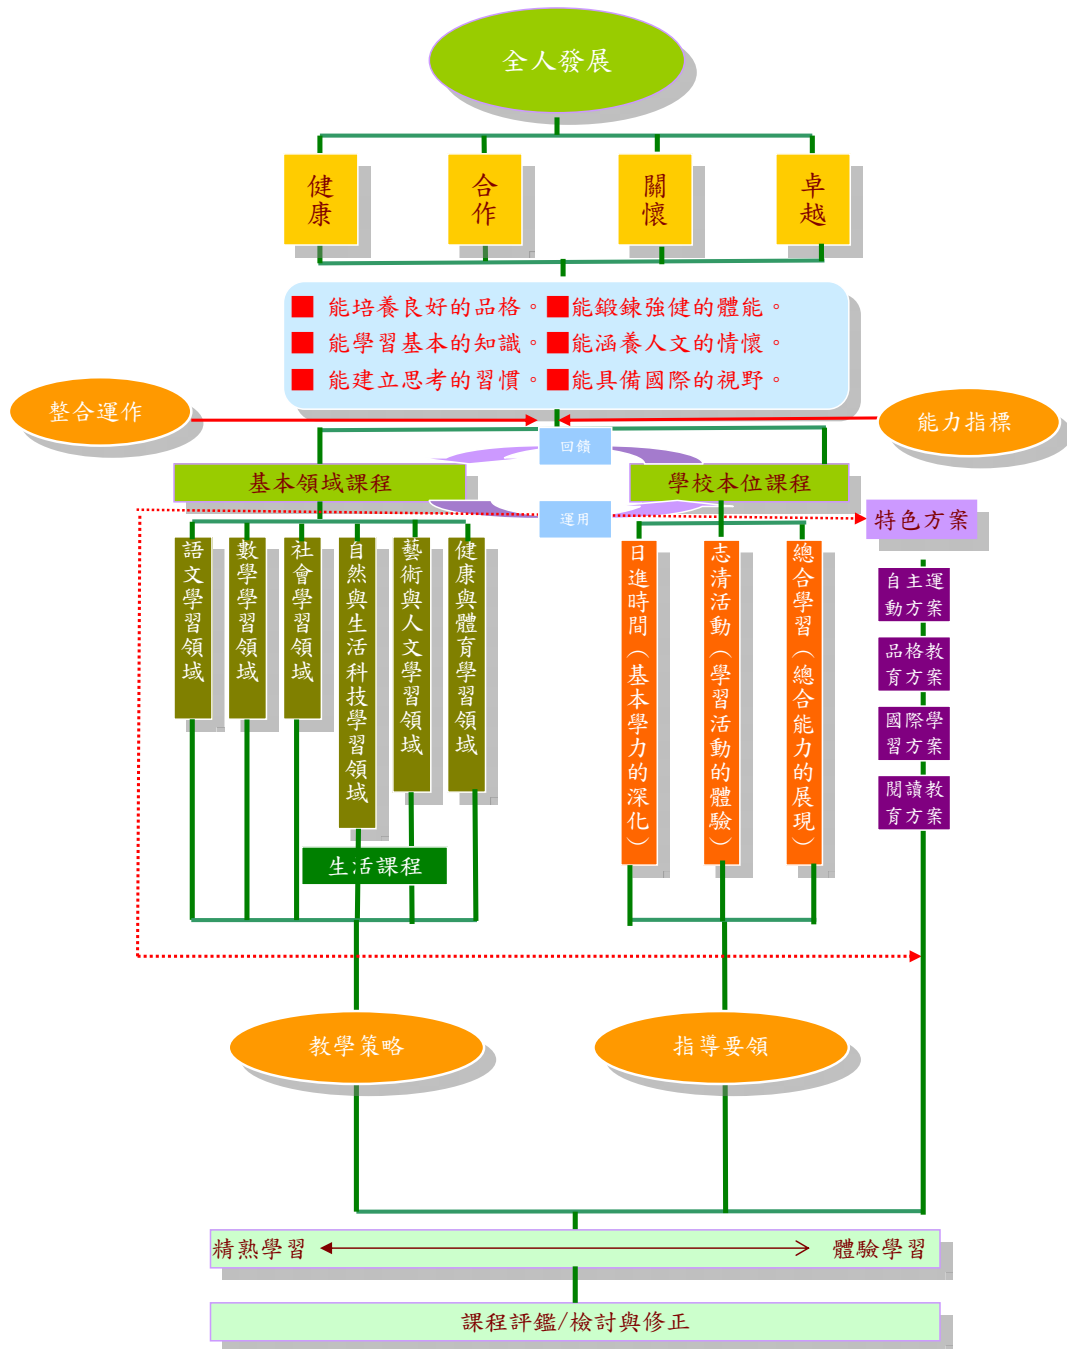 全人發展
健康
合作
關懷
卓越
■ 能培養良好的品格。■能鍛鍊強健的體能。
■ 能學習基本的知識。■能涵養人文的情懷。
■ 能建立思考的習慣。■能具備國際的視野。
整合運作
能力指標
回饋
基本領域課程
學校本位課程
運用
特色方案
語文學習領域
數學學習領域
社會學習領域
自然與生活科技學習領域
藝術與人文學習領域
健康與體育學習領域
日進時間（基本學力的深化）
志清活動（學習活動的體驗）
總合學習（總合能力的展現）
自主運
動方案
品格教
育方案
國際學
習方案
閱讀教
育方案
生活課程
教學策略
指導要領
精熟學習
體驗學習
課程評鑑/檢討與修正